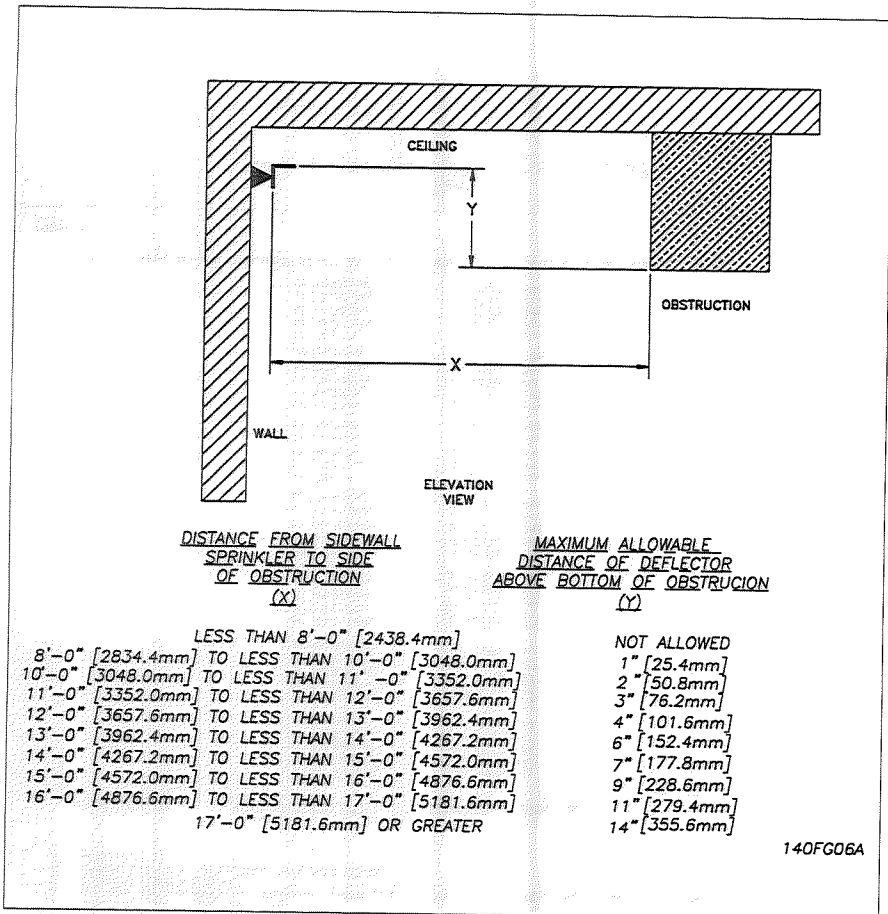 CEILING
Y
OBSTRUCTION
X
WALL
ELEVATION
VIEW
DISTANCE FROM SIDEWALL
SPRINKLER TO SIDE
OF OBSTRUCTION
(X)
MAXIMUM ALLOWABLE
DISTANCE OF DEFLECTOR
ABOVE BOTTOM OF OBSTRUCION
(Y)
LESS THAN 8'-0" [2438.4mm] NOT ALLOWED
8'-0" [2834.4mm] TO LESS THAN 10'-0" [3048.0mm] 1" [25.4mm]
10'-0" [3048.0mm] TO LESS THAN 11' -0" [3352.0mm] 2 " [50.8mm]
11'-0" [3352.0mm] TO LESS THAN 12'-0" [3657.6mm] 3" [76.2mm]
12'-0" [3657.6mm] TO LESS THAN 13'-0" [3962.4mm] 4" [101.6mm]
13'-0" [3962.4mm] TO LESS THAN 14'-0" [4267.2mm] 6" [152.4mm]
14'-0" [4267.2mm] TO LESS THAN 15'-0" [4572.0mm] 7" [177.8mm]
15'-0" [4572.0mm] TO LESS THAN 16'-0" [4876.6mm] 9" [228.6mm]
16'-0" [4876.6mm] TO LESS THAN 17'-0" [5181.6mm] 11" [279.4mm]
17'-0" [5181.6mm] OR GREATER 14" [355.6mm]
140FG06A